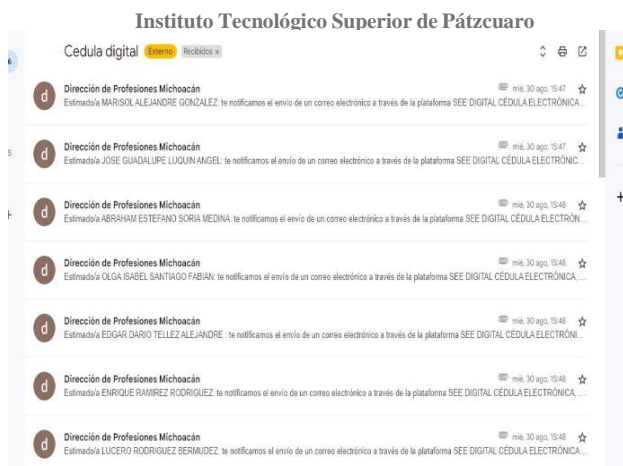 Instituto Tecnológico Superior de Pátzcuaro
Cedula digital Externo Recibidos x
6
Dirección de Profesiones Michoacán mié, 30 ago, 15:47
d
Estimado/a MARISOL ALEJANDRE GONZALEZ: te notificamos el envío de un correo electrónico a través de la plataforma SEE DIGITAL CÉDULA ELECTRÓNICA...
Dirección de Profesiones Michoacán mié, 30 ago, 15:47
d
Estimado/a JOSE GUADALUPE LUQUIN ANGEL: te notificamos el envío de un correo electrónico a través de la plataforma SEE DIGITAL CÉDULA ELECTRÓNIC...
Dirección de Profesiones Michoacán mié, 30 ago, 15:48
d
Estimado/a ABRAHAM ESTEFANO SORIA MEDINA: te notificamos el envío de un correo electrónico a través de la plataforma SEE DIGITAL CÉDULA ELECTRÓN...
Dirección de Profesiones Michoacán mié, 30 ago, 15:48
d
Estimado/a OLGA ISABEL SANTIAGO FABIAN: te notificamos el envío de un correo electrónico a través de la plataforma SEE DIGITAL CÉDULA ELECTRÓNICA, ...
Dirección de Profesiones Michoacán mié, 30 ago, 15:48
d
Estimado/a EDGAR DARIO TELLEZ ALEJANDRE : te notificamos el envío de un correo electrónico a través de la plataforma SEE DIGITAL CÉDULA ELECTRÓNI...
Dirección de Profesiones Michoacán mié, 30 ago, 15:48
d
Estimado/a ENRIQUE RAMIREZ RODRIGUEZ: te notificamos el envío de un correo electrónico a través de la plataforma SEE DIGITAL CÉDULA ELECTRÓNICA, ...
Dirección de Profesiones Michoacán mié, 30 ago, 15:48
d
Estimado/a LUCERO RODRIGUEZ BERMUDEZ: te notificamos el envío de un correo electrónico a través de la plataforma SEE DIGITAL CÉDULA ELECTRÓNICA...